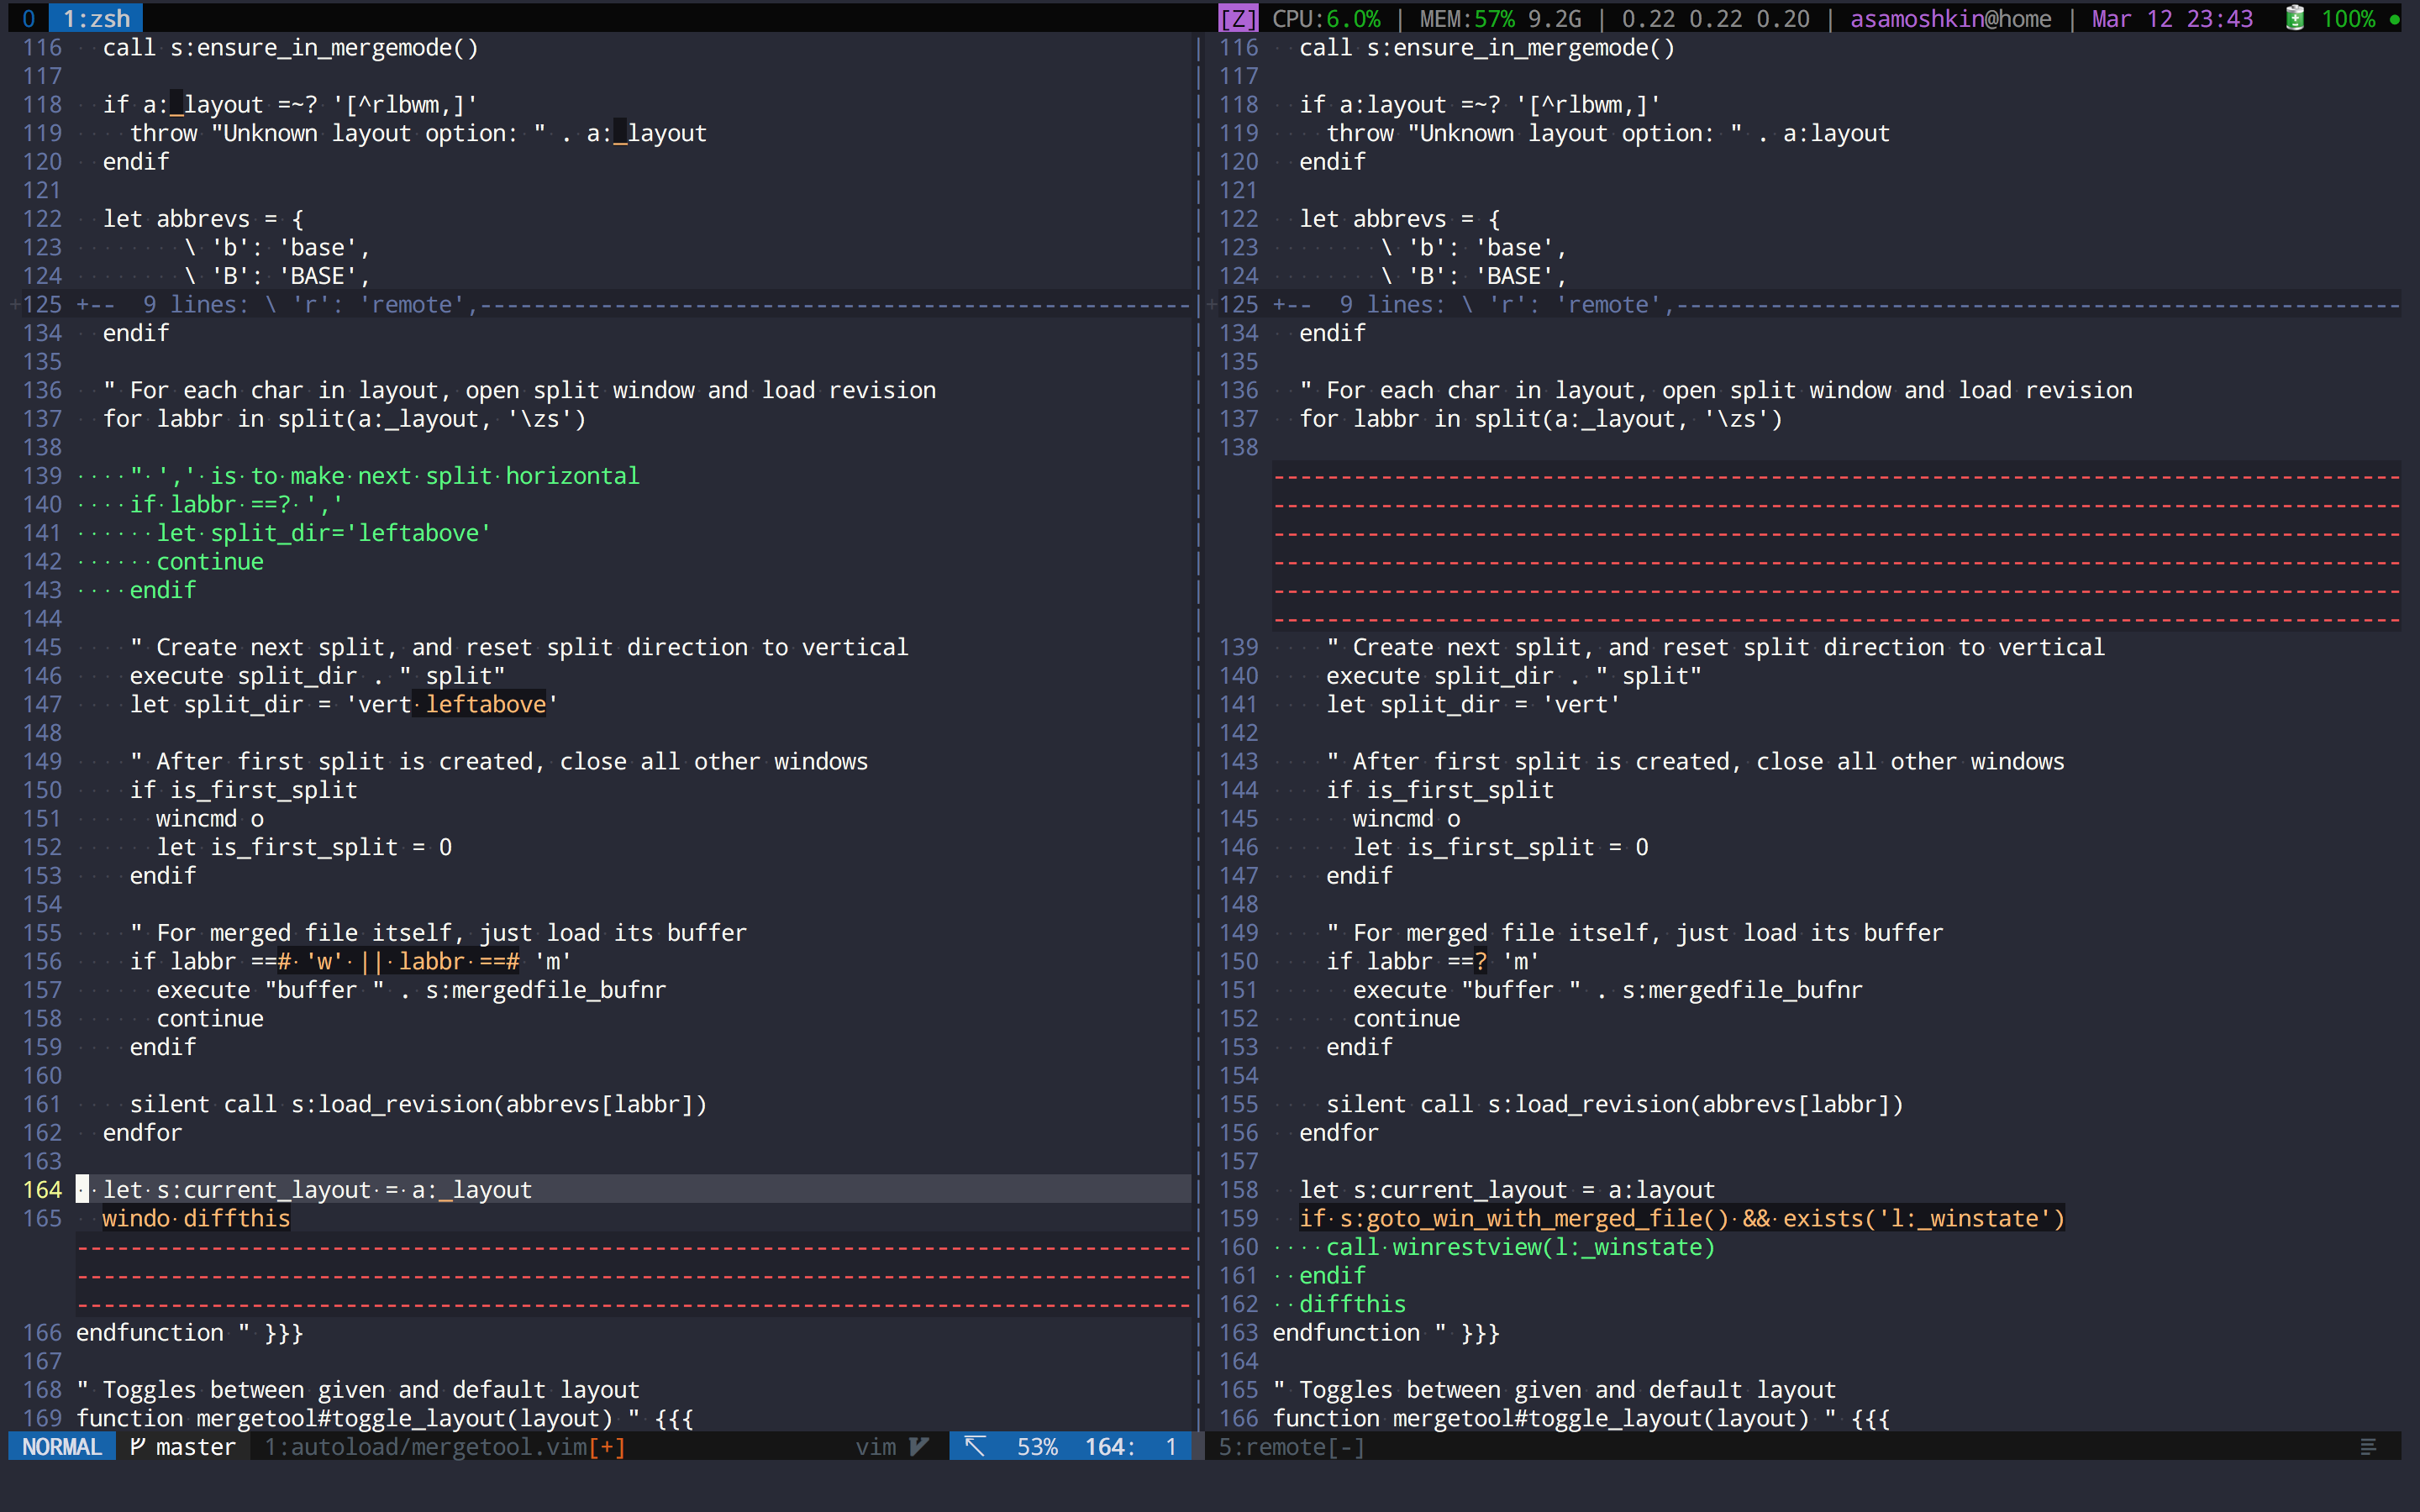 0 1:zsh [Z] CPU:6.0% | MEM:57% 9.2G | 0.22 0.22 0.20 | asamoshkin@home | Mar 12 23:43 100%
116 call s:ensure_in_mergemode()
117
118 if a:_layout =~? '[^rlbwm,]'
119 throw "Unknown layout option: " . a:_layout
120 endif
121
122 let abbrevs = {
123 \ 'b': 'base',
124 \ 'B': 'BASE',
+125 +-- 9 lines: \ 'r': 'remote',-----------------------------------------------------
134 endif
135
136 " For each char in layout, open split window and load revision
137 for labbr in split(a:_layout, '\zs')
138
139 " ',' is to make next split horizontal
140 if labbr ==? ','
141 let split_dir='leftabove'
142 continue
143 endif
144
145 " Create next split, and reset split direction to vertical
146 execute split_dir . " split"
147 let split_dir = 'vert leftabove'
148
149 " After first split is created, close all other windows
150 if is_first_split
151 wincmd o
152 let is_first_split = 0
153 endif
154
155 " For merged file itself, just load its buffer
156 if labbr ==# 'w' || labbr ==# 'm'
157 execute "buffer " . s:mergedfile_bufnr
158 continue
159 endif
160
161 silent call s:load_revision(abbrevs[labbr])
162 endfor
163
164 let s:current_layout = a:_layout
165 windo diffthis
-----------------------------------------------------------------------------------
-----------------------------------------------------------------------------------
-----------------------------------------------------------------------------------
166 endfunction " }}}
167
168 " Toggles between given and default layout
169 function mergetool#toggle_layout(layout) " {{{
NORMAL master 1:autoload/mergetool.vim[+] vim 53% 164: 1
116 call s:ensure_in_mergemode()
117
118 if a:layout =~? '[^rlbwm,]'
119 throw "Unknown layout option: " . a:layout
120 endif
121
122 let abbrevs = {
123 \ 'b': 'base',
124 \ 'B': 'BASE',
+125 +-- 9 lines: \ 'r': 'remote',------------------------------------------------------
134 endif
135
136 " For each char in layout, open split window and load revision
137 for labbr in split(a:_layout, '\zs')
138
------------------------------------------------------------------------------------
------------------------------------------------------------------------------------
------------------------------------------------------------------------------------
------------------------------------------------------------------------------------
------------------------------------------------------------------------------------
------------------------------------------------------------------------------------
139 " Create next split, and reset split direction to vertical
140 execute split_dir . " split"
141 let split_dir = 'vert'
142
143 " After first split is created, close all other windows
144 if is_first_split
145 wincmd o
146 let is_first_split = 0
147 endif
148
149 " For merged file itself, just load its buffer
150 if labbr ==? 'm'
151 execute "buffer " . s:mergedfile_bufnr
152 continue
153 endif
154
155 silent call s:load_revision(abbrevs[labbr])
156 endfor
157
158 let s:current_layout = a:layout
159 if s:goto_win_with_merged_file() && exists('l:_winstate')
160 call winrestview(l:_winstate)
161 endif
162 diffthis
163 endfunction " }}}
164
165 " Toggles between given and default layout
166 function mergetool#toggle_layout(layout) " {{{
5:remote[-]